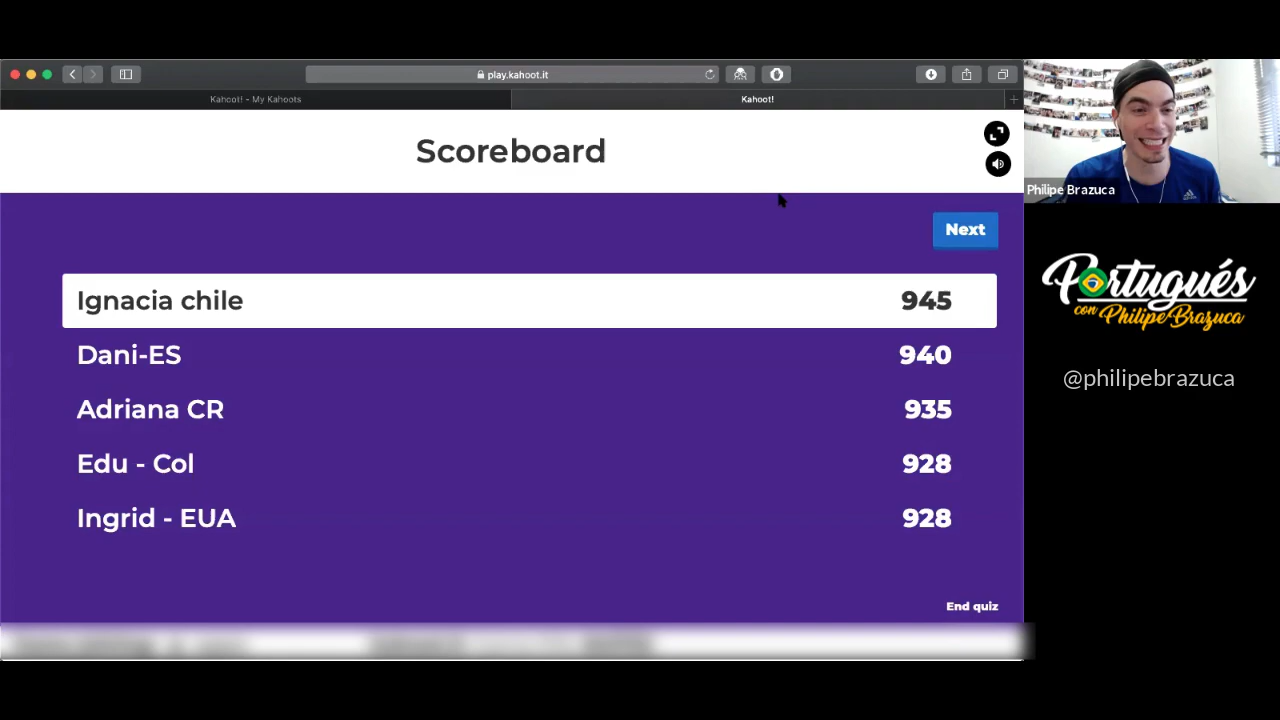 play.kahoot.it
Kahoot! - My Kahoots
Kahoot!
Scoreboard
Next
Ignacia chile 945
Dani-ES 940
Adriana CR 935
Edu - Col 928
Ingrid - EUA 928
End quiz
Philipe Brazuca
Portugués
con Philipe Brazuca
@philipebrazuca